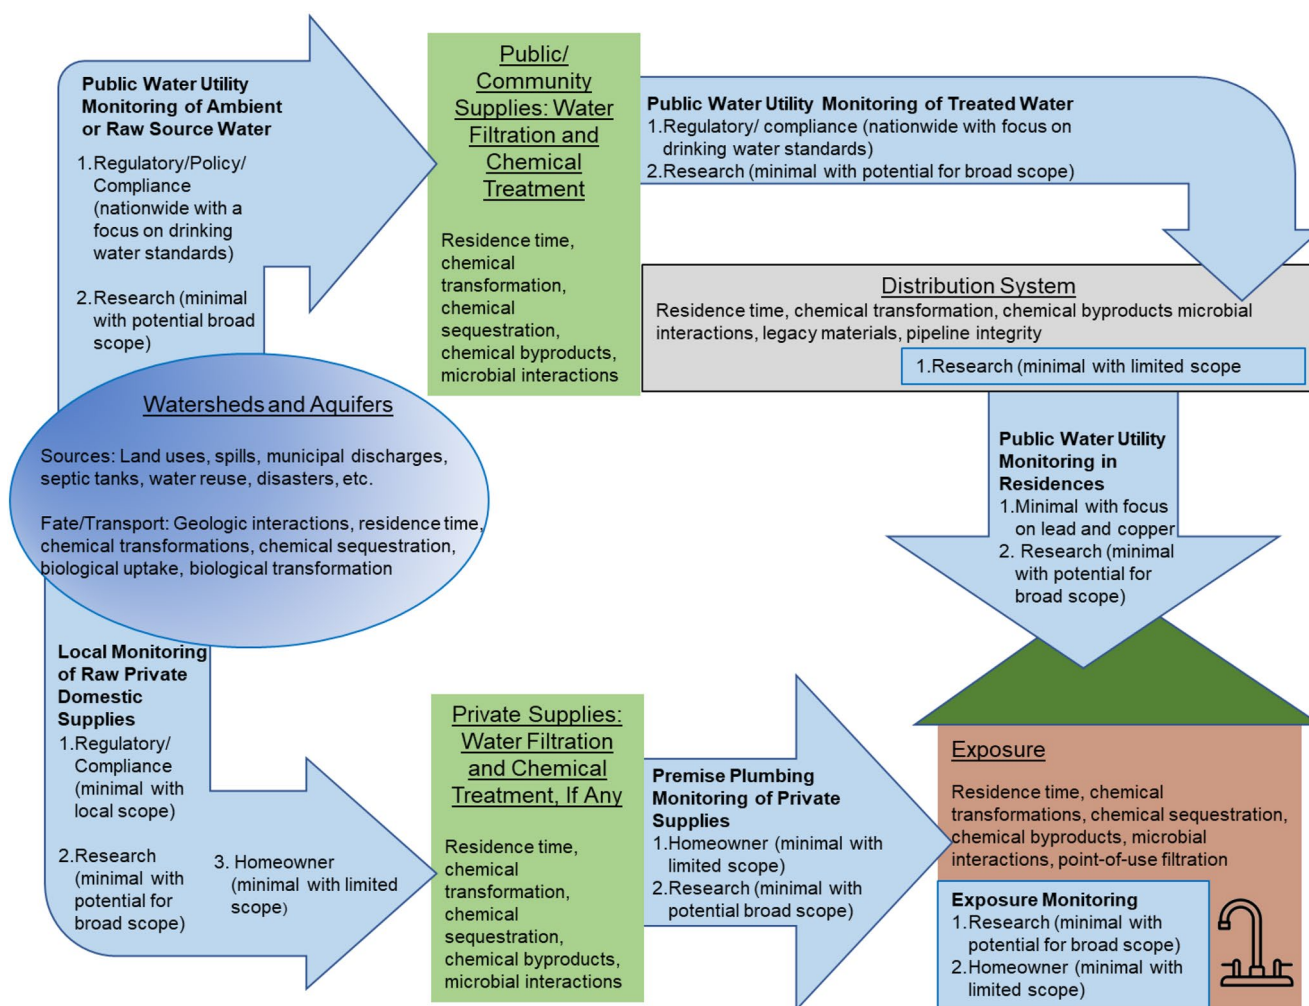 Public Water Utility
Monitoring of Ambient
or Raw Source Water
1.Regulatory/Policy/
Compliance
(nationwide with a
focus on drinking
water standards)
2.Research (minimal
with potential broad
scope)
Public/
Community
Supplies: Water
Filtration and
Chemical
Treatment
Residence time,
chemical
transformation,
chemical
sequestration,
chemical byproducts,
microbial interactions
Public Water Utility Monitoring of Treated Water
1.Regulatory/ compliance (nationwide with focus on
drinking water standards)
2.Research (minimal with potential for broad scope)
Distribution System
Residence time, chemical transformation, chemical byproducts microbial
interactions, legacy materials, pipeline integrity
1.Research (minimal with limited scope
Watersheds and Aquifers
Sources: Land uses, spills, municipal discharges,
septic tanks, water reuse, disasters, etc.
Fate/Transport: Geologic interactions, residence time,
chemical transformations, chemical sequestration,
biological uptake, biological transformation
Public Water Utility
Monitoring in
Residences
1.Minimal with focus
on lead and copper
2. Research (minimal
with potential for
broad scope)
Local Monitoring
of Raw Private
Domestic
Supplies
1.Regulatory/
Compliance
(minimal with
local scope)
2.Research
(minimal with
potential for
broad scope)
3. Homeowner
(minimal with limited
scope)
Private Supplies:
Water Filtration
and Chemical
Treatment, If Any
Residence time,
chemical
transformation,
chemical
sequestration,
chemical byproducts,
microbial interactions
Premise Plumbing
Monitoring of Private
Supplies
1.Homeowner (minimal with
limited scope)
2.Research (minimal with
potential broad scope)
Exposure
Residence time, chemical
transformations, chemical sequestration,
chemical byproducts, microbial
interactions, point-of-use filtration
Exposure Monitoring
1.Research (minimal with
potential for broad scope)
2.Homeowner (minimal with
limited scope)